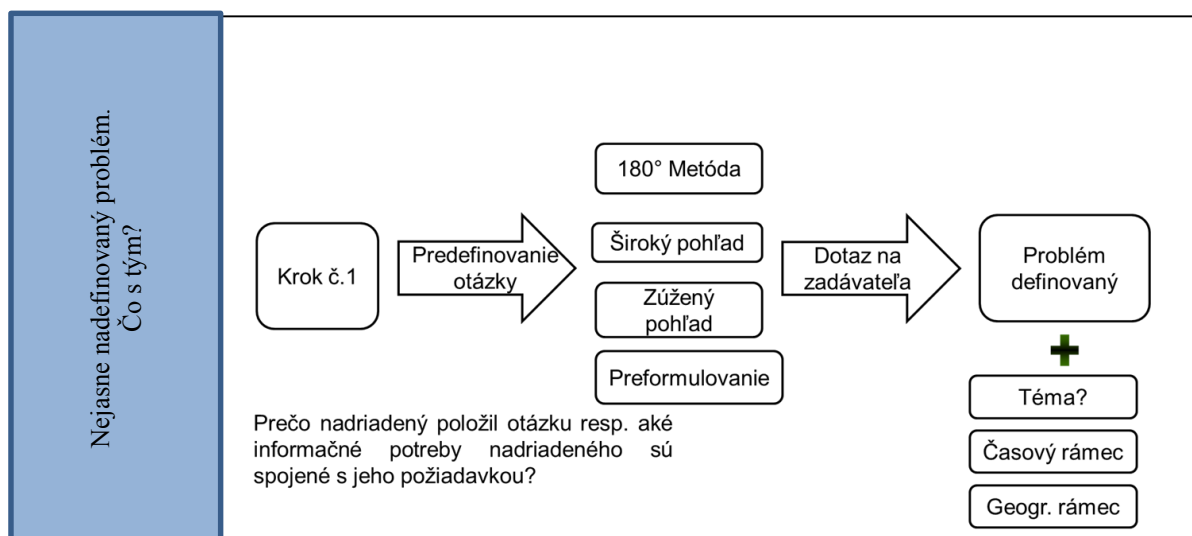 Nejasne nadefinovaný problém.
Čo s tým?
Krok č.1
Predefinovanie
otázky
180° Metóda
Široký pohľad
Zúžený
pohľad
Preformulovanie
Dotaz na
zadávateľa
Problém
definovaný
Téma?
Časový rámec
Geogr. rámec
Prečo nadriadený položil otázku resp. aké
informačné potreby nadriadeného sú
spojené s jeho požiadavkou?